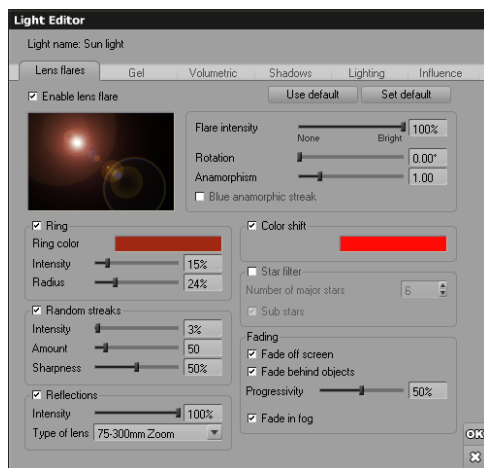 Light Editor
Light name: Sun light
Lens flares Gel Volumetric Shadows Lighting Influence
Enable lens flare
Use default Set default
Flare intensity 100%
None Bright
Rotation 0.00°
Anamorphism 1.00
Blue anamorphic streak
Ring
Ring color
Intensity 15%
Radius 24%
Color shift
Star filter
Number of major stars 6
Sub stars
Random streaks
Intensity 3%
Amount 50
Sharpness 50%
Fading
Fade off screen
Fade behind objects
Progressivity 50%
Fade in fog
Reflections
Intensity 100%
Type of lens 75-300mm Zoom
OK